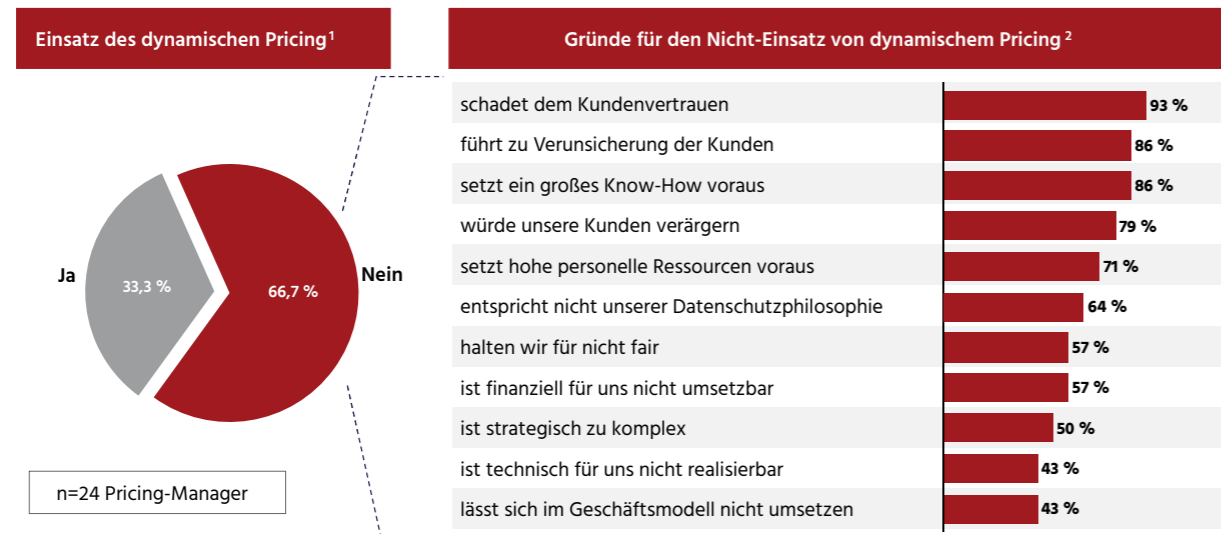 Einsatz des dynamischen Pricing¹
Ja
33,3 %
66,7 %
Nein
n=24 Pricing-Manager
Gründe für den Nicht-Einsatz von dynamischem Pricing ²
schadet dem Kundenvertrauen 93 %
führt zu Verunsicherung der Kunden 86 %
setzt ein großes Know-How voraus 86 %
würde unsere Kunden verärgern 79 %
setzt hohe personelle Ressourcen voraus 71 %
entspricht nicht unserer Datenschutzphilosophie 64 %
halten wir für nicht fair 57 %
ist finanziell für uns nicht umsetzbar 57 %
ist strategisch zu komplex 50 %
ist technisch für uns nicht realisierbar 43 %
lässt sich im Geschäftsmodell nicht umsetzen 43 %